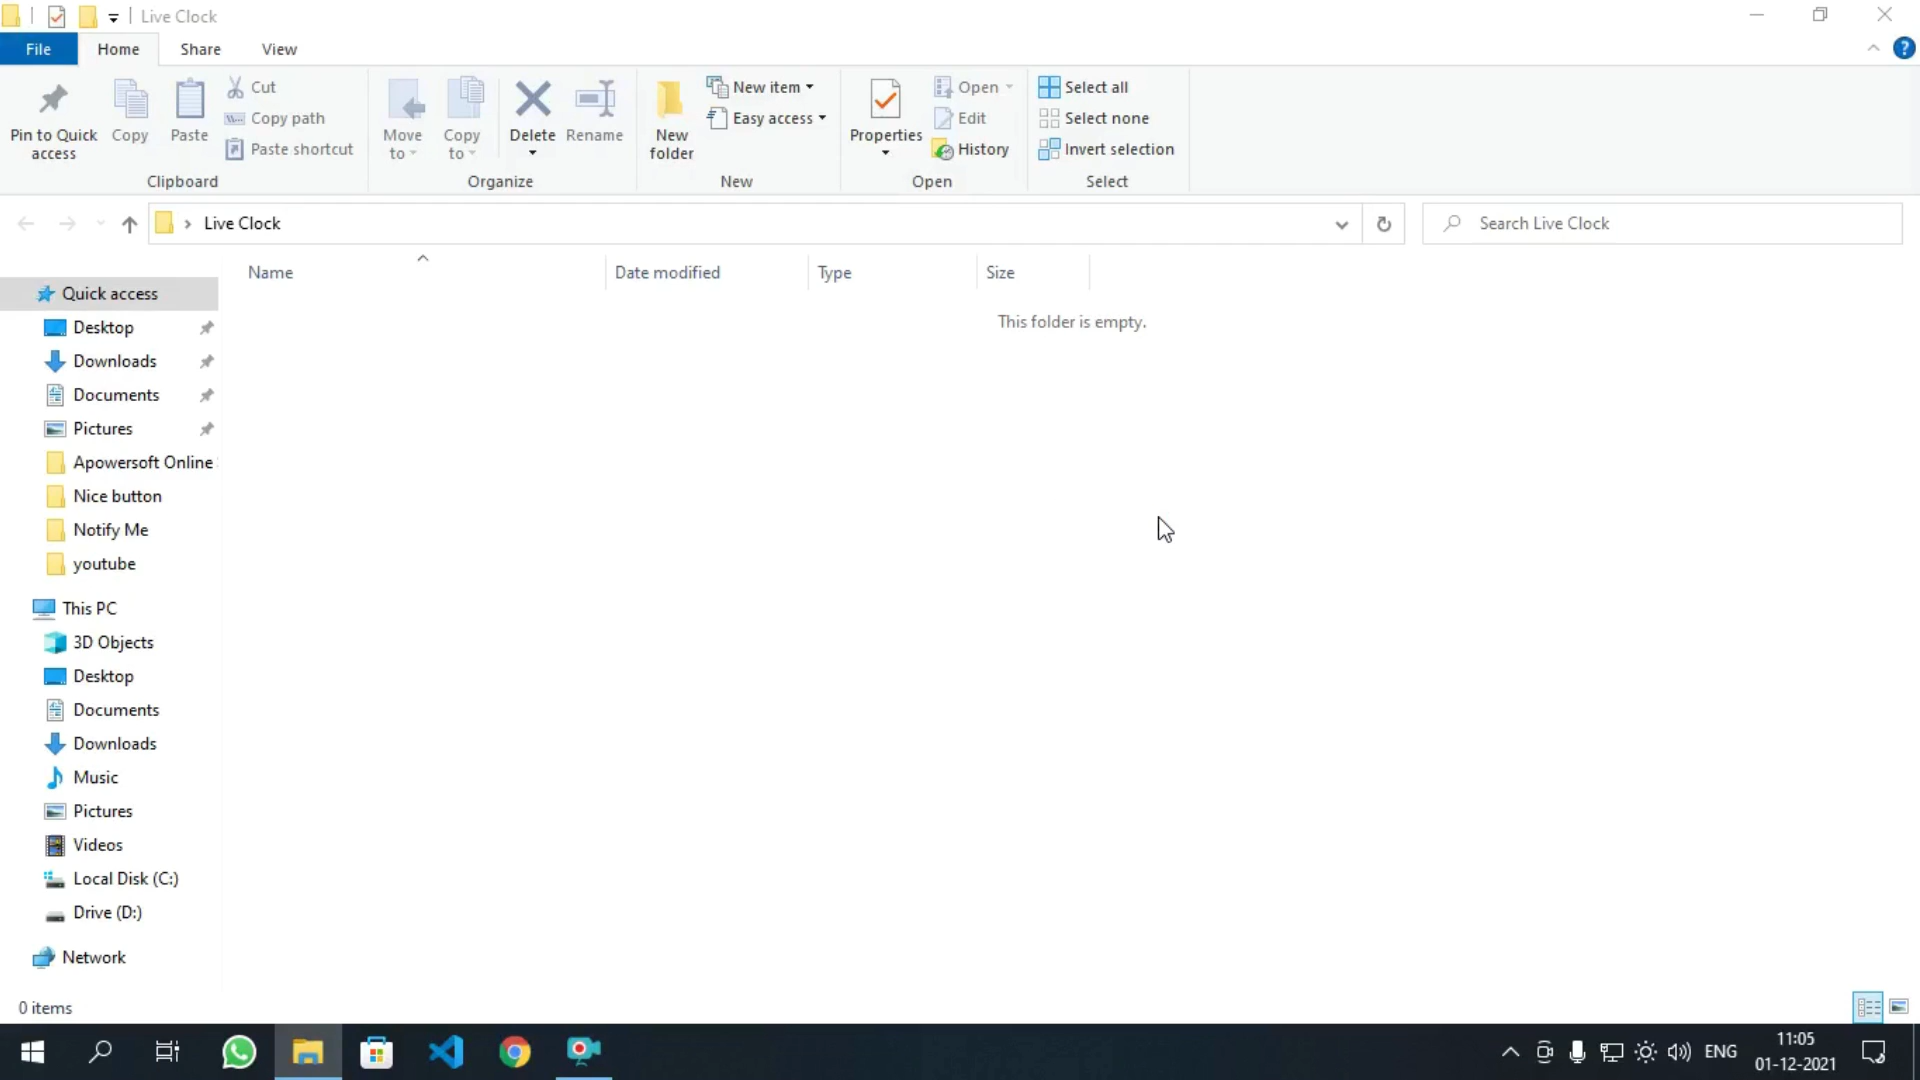 Live Clock
File Home Share View
Pin to Quick access
Copy
Paste
Cut
Copy path
Paste shortcut
Clipboard
Move to
Copy to
Delete
Rename
Organize
New folder
New item
Easy access
New
Properties
Open
Edit
History
Open
Select all
Select none
Invert selection
Select
Live Clock
Search Live Clock
Name Date modified Type Size
This folder is empty.
Quick access
Desktop
Downloads
Documents
Pictures
Apowersoft Online
Nice button
Notify Me
youtube
This PC
3D Objects
Desktop
Documents
Downloads
Music
Pictures
Videos
Local Disk (C:)
Drive (D:)
Network
0 items
ENG
11:05
01-12-2021